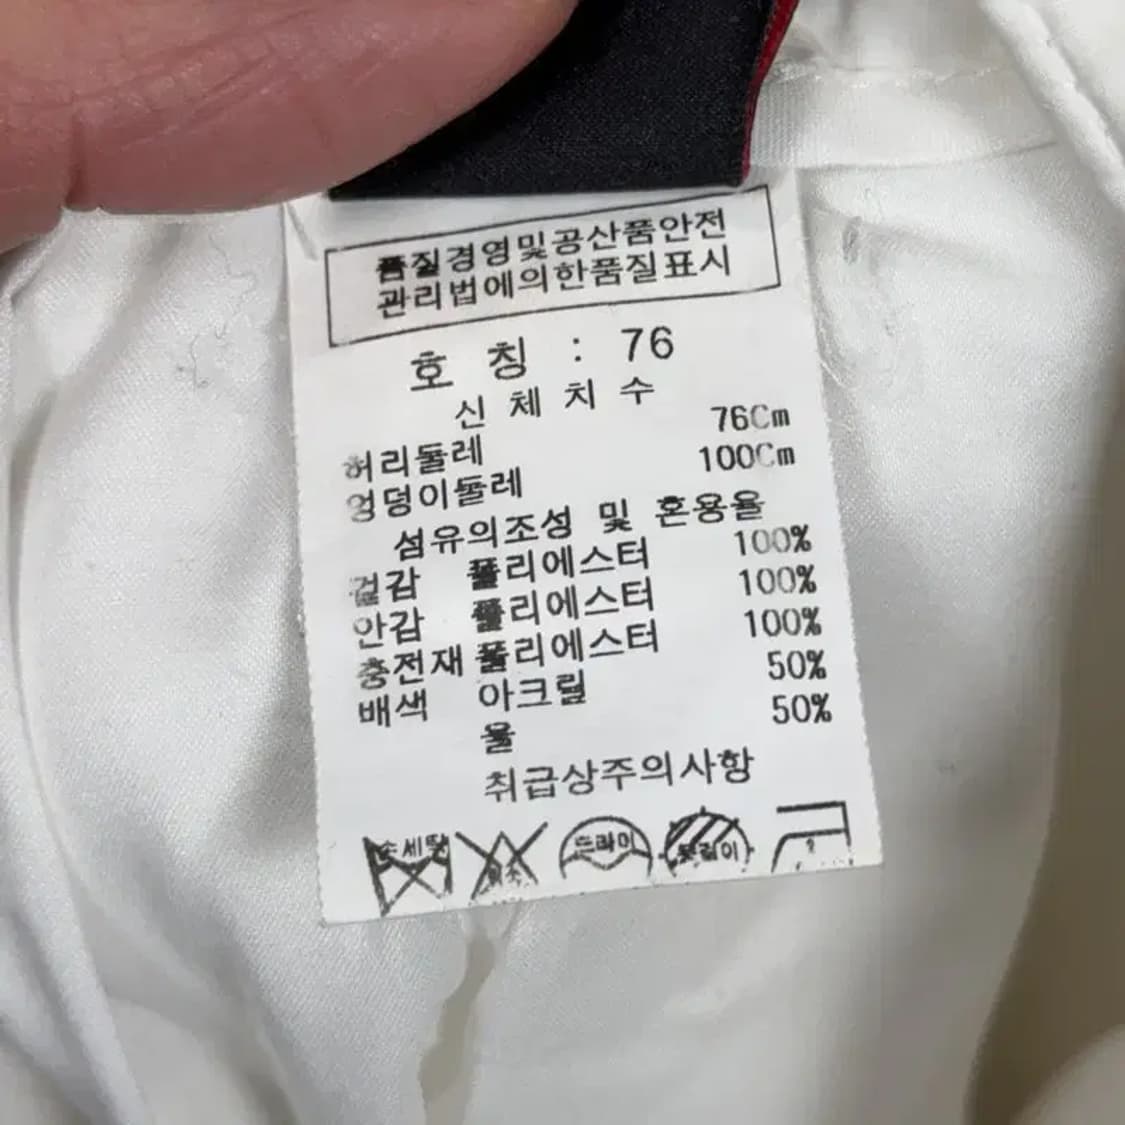 품질경영및공산품안전
관리법에의한품질표시
호 칭 : 76
신 체 치 수
허리둘레 76Cm
엉덩이둘레 100Cm
섬유의조성 및 혼용율
겉감 폴리에스터 100%
안감 폴리에스터 100%
충전재 폴리에스터 100%
배색 아크릴 50%
울 50%
취급상주의사항
손세탁
드라이
옷걸이